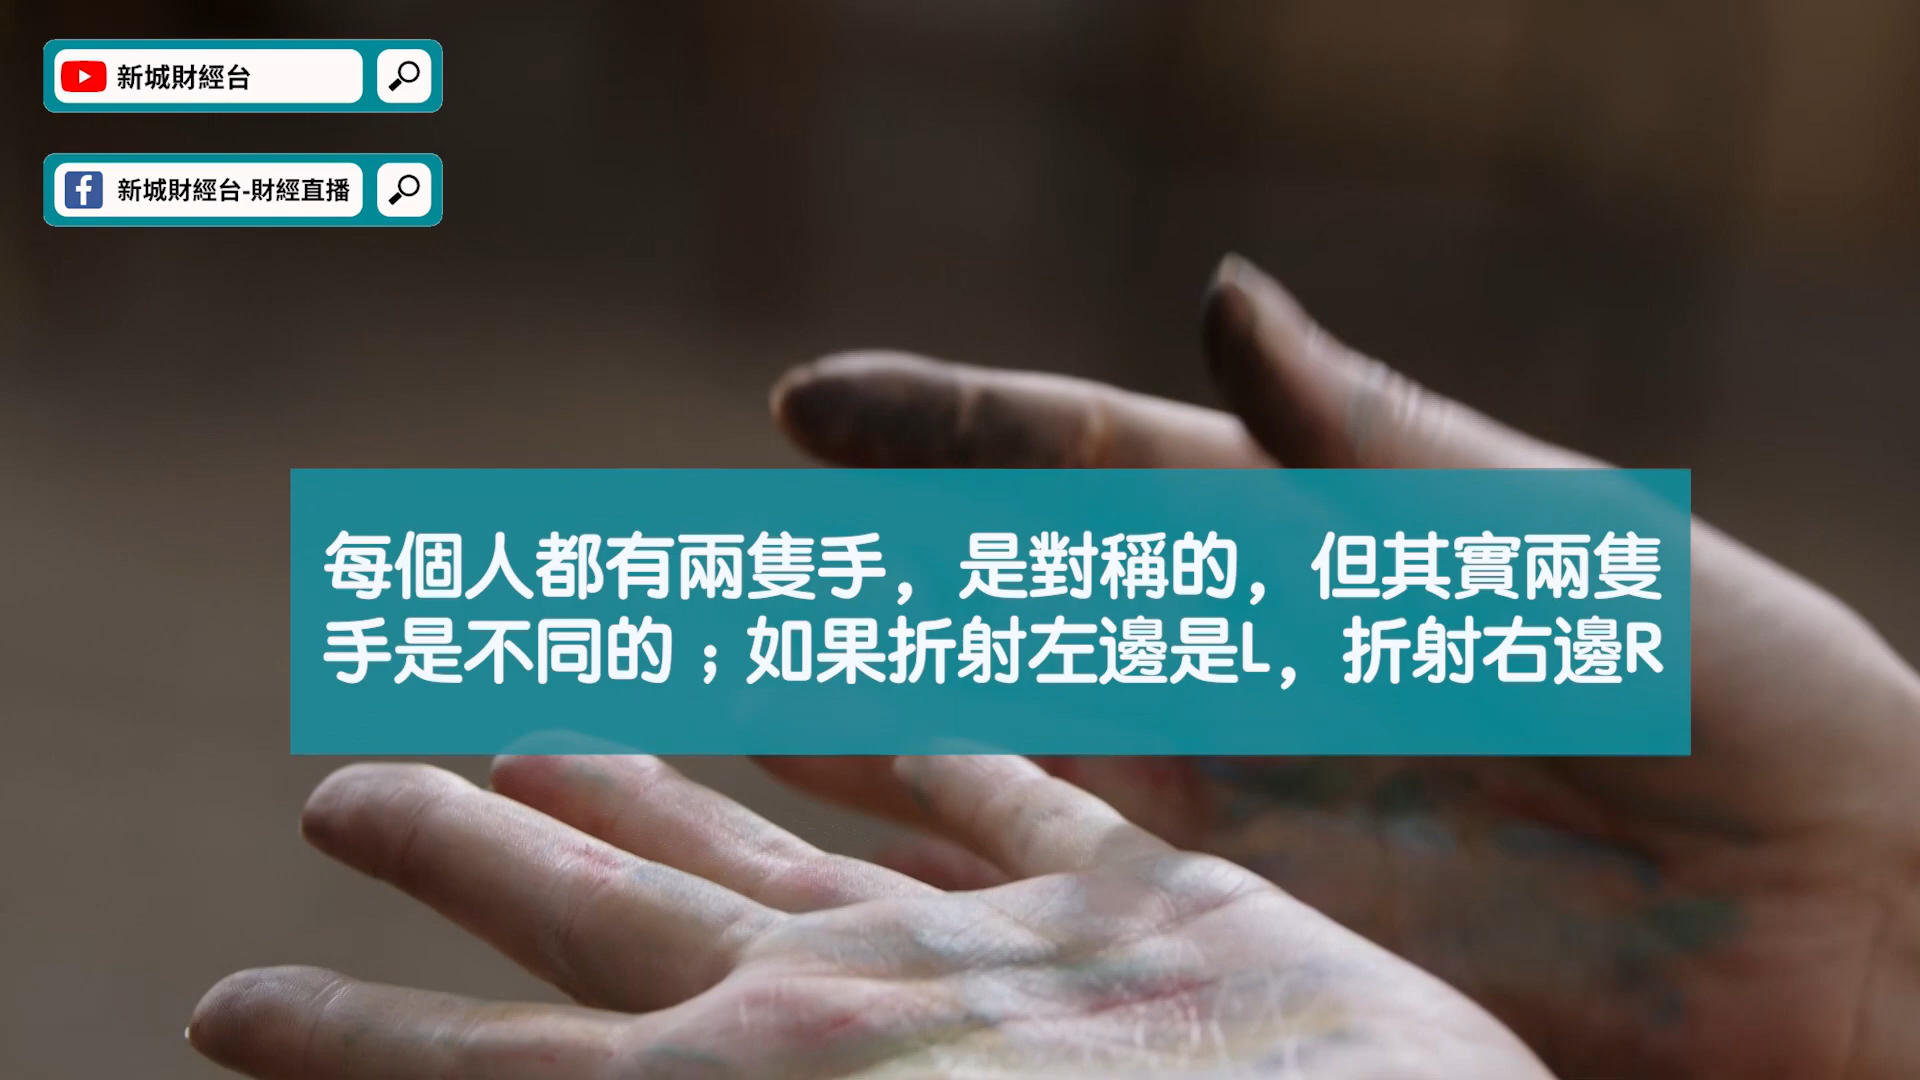 新城財經台
新城財經台-財經直播
每個人都有兩隻手，是對稱的，但其實兩隻
手是不同的；如果折射左邊是L，折射右邊R